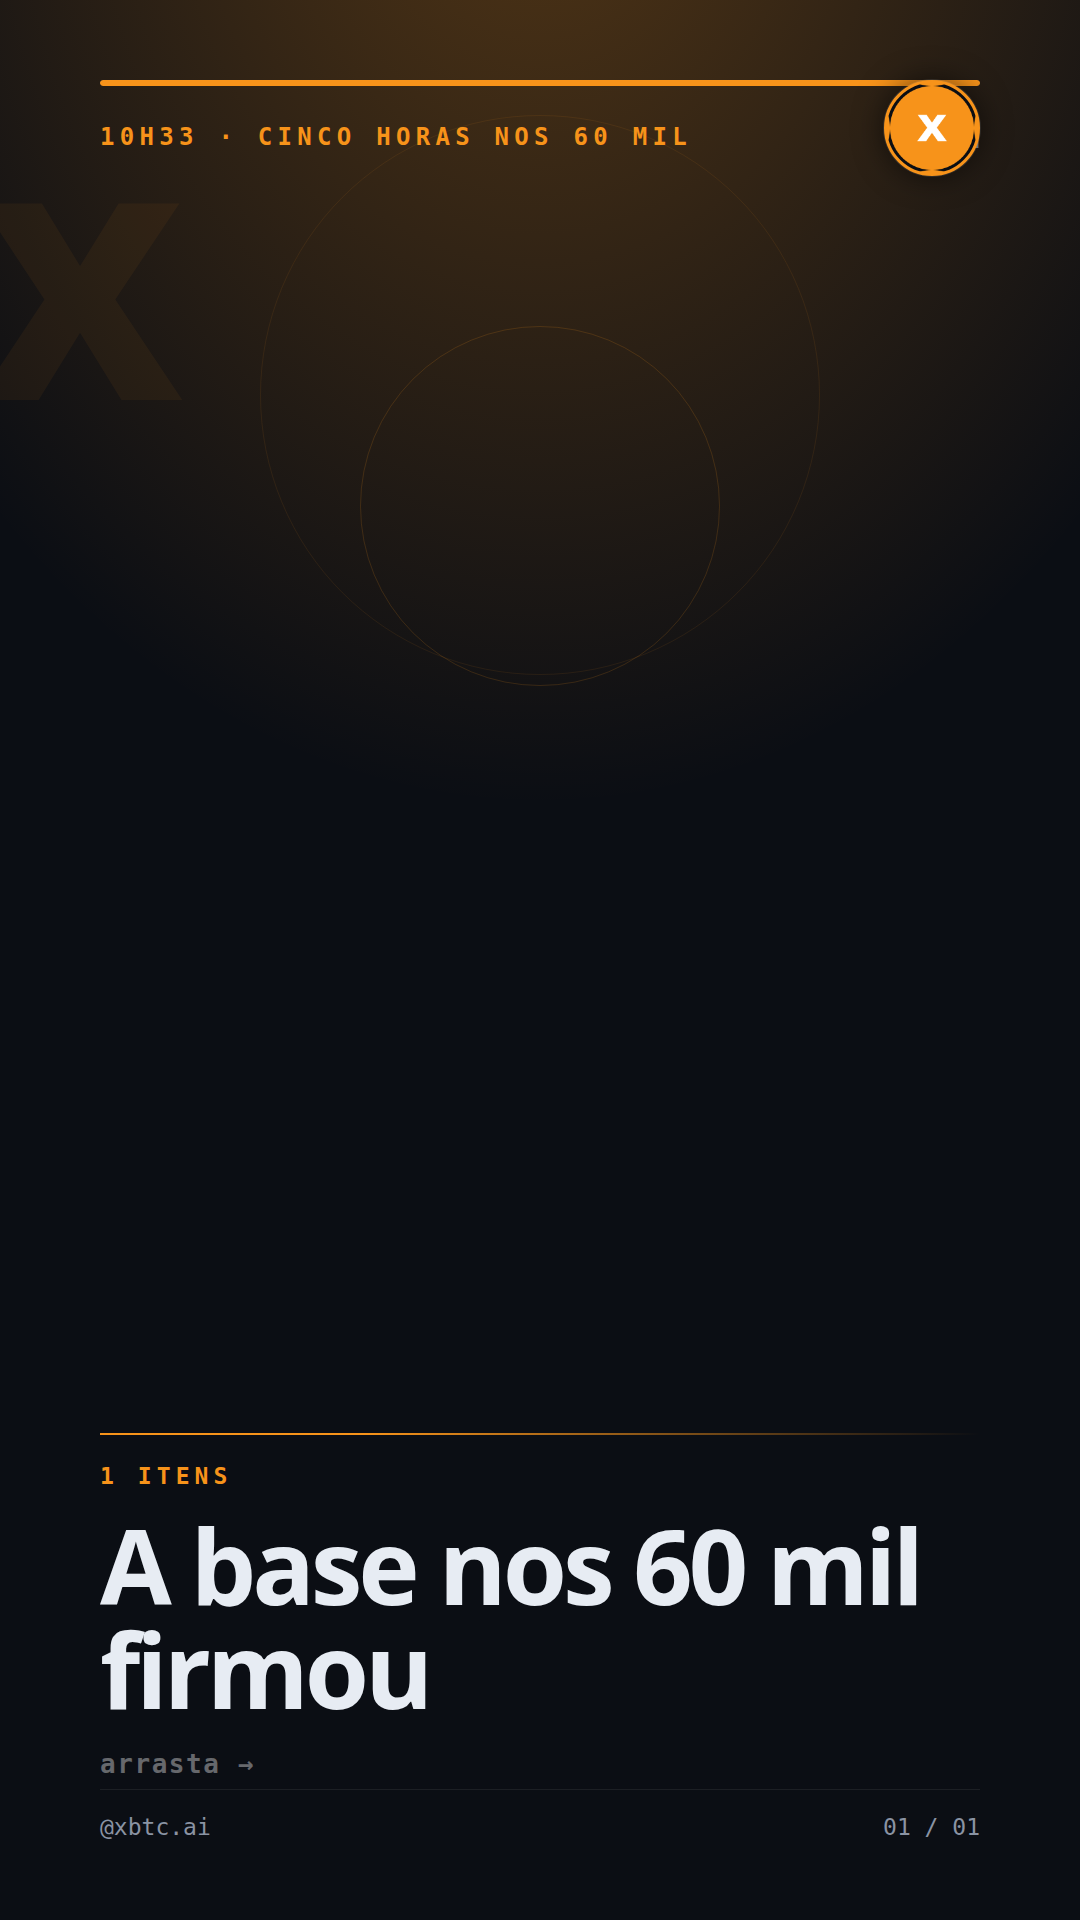 10H33 · CINCO HORAS NOS 60 MIL
X
X
1 ITENS
A base nos 60 mil
firmou
arrasta →
@xbtc.ai
01 / 01